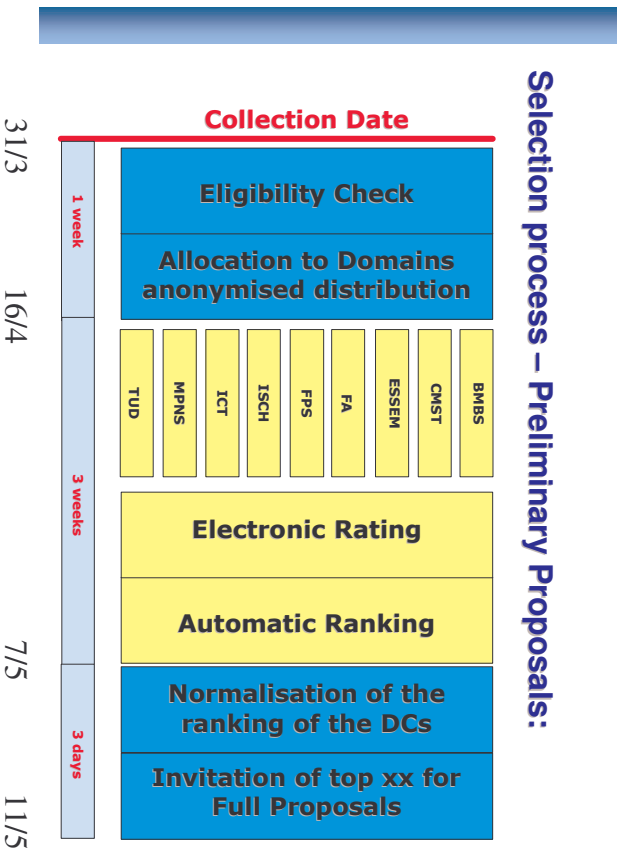 Selection process – Preliminary Proposals:
Collection Date
Eligibility Check
Allocation to Domains
anonymised distribution
BMBS
CMST
ESSEM
FA
FPS
ISCH
ICT
MPNS
TUD
Electronic Rating
Automatic Ranking
Normalisation of the
ranking of the DCs
Invitation of top xx for
Full Proposals
1 week
3 weeks
3 days
31/3
16/4
7/5
11/5